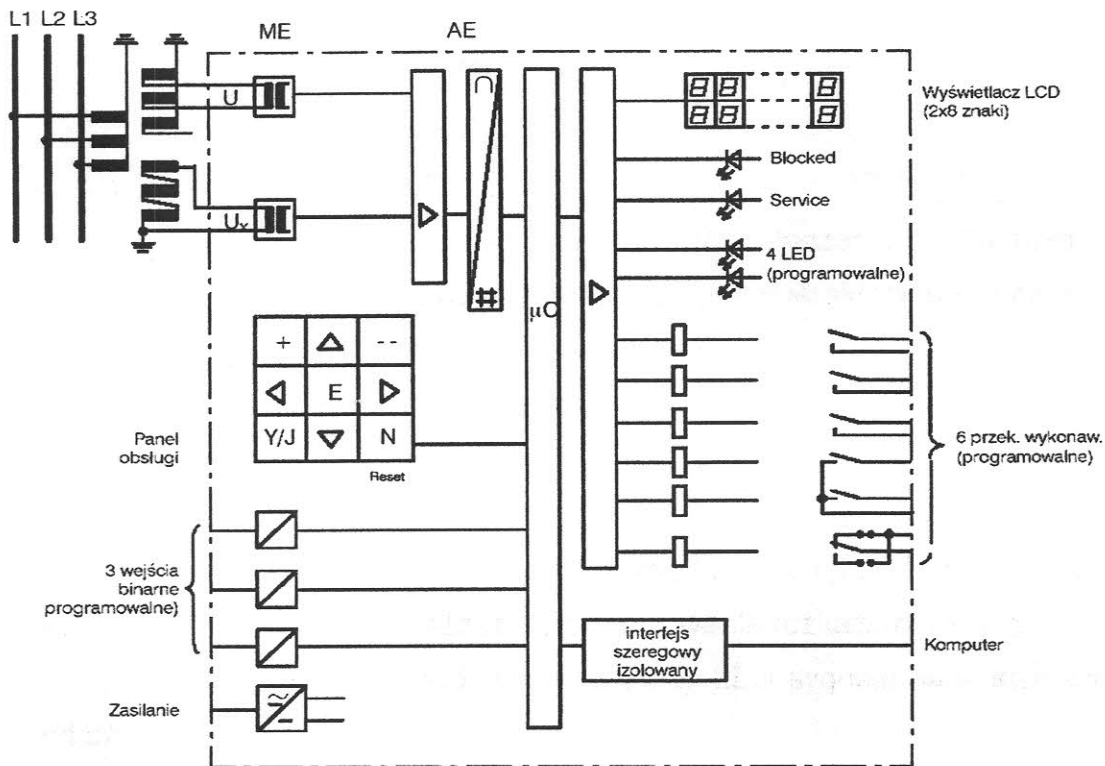 L1 L2 L3
ME
AE
U
Wyświetlacz LCD
(2x8 znaki)
Blocked
Service
Ux
4 LED
(programowalne)
μC
+
--
E
Y/J
N
Reset
Panel
obsługi
6 przek. wykonaw.
(programowalne)
3 wejścia
binarne
programowalne)
interfejs
szeregowy
izolowany
Komputer
Zasilanie